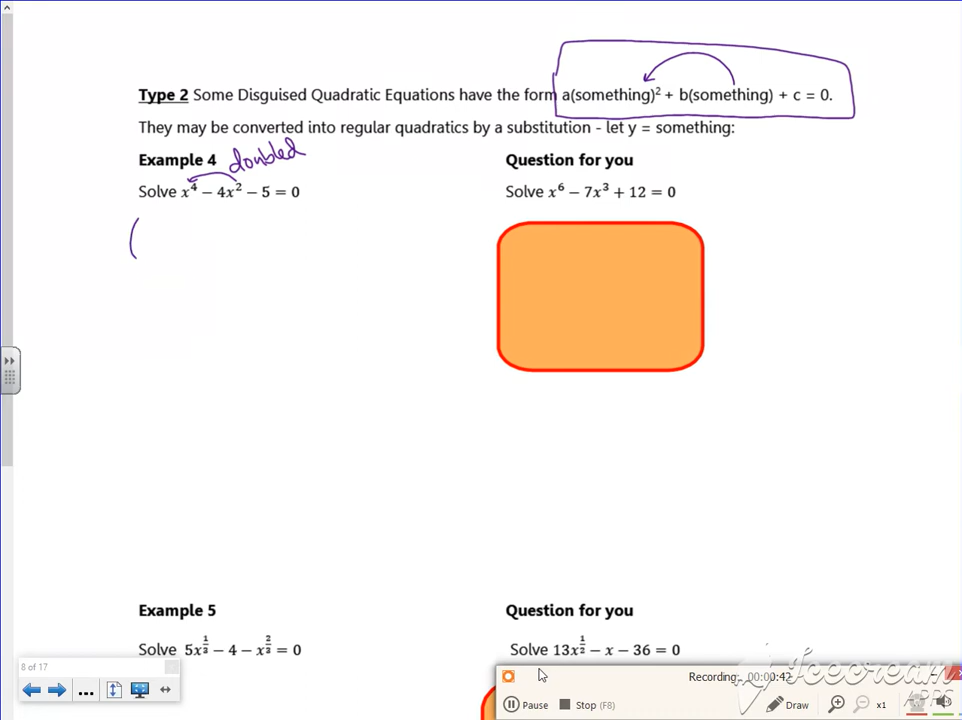 Type 2 Some Disguised Quadratic Equations have the form a(something)² + b(something) + c = 0.
They may be converted into regular quadratics by a substitution - let y = something:
Example 4 doubled
Question for you
Solve x⁴ − 4x² − 5 = 0
Solve x⁶ − 7x³ + 12 = 0
(
Example 5
Question for you
Solve 5x^{1/3} − 4 − x^{2/3} = 0
Solve 13x^{1/2} − x − 36 = 0
8 of 17
Recording: 00:00:42
Pause Stop (F8) Draw x1
Icecream
APPS